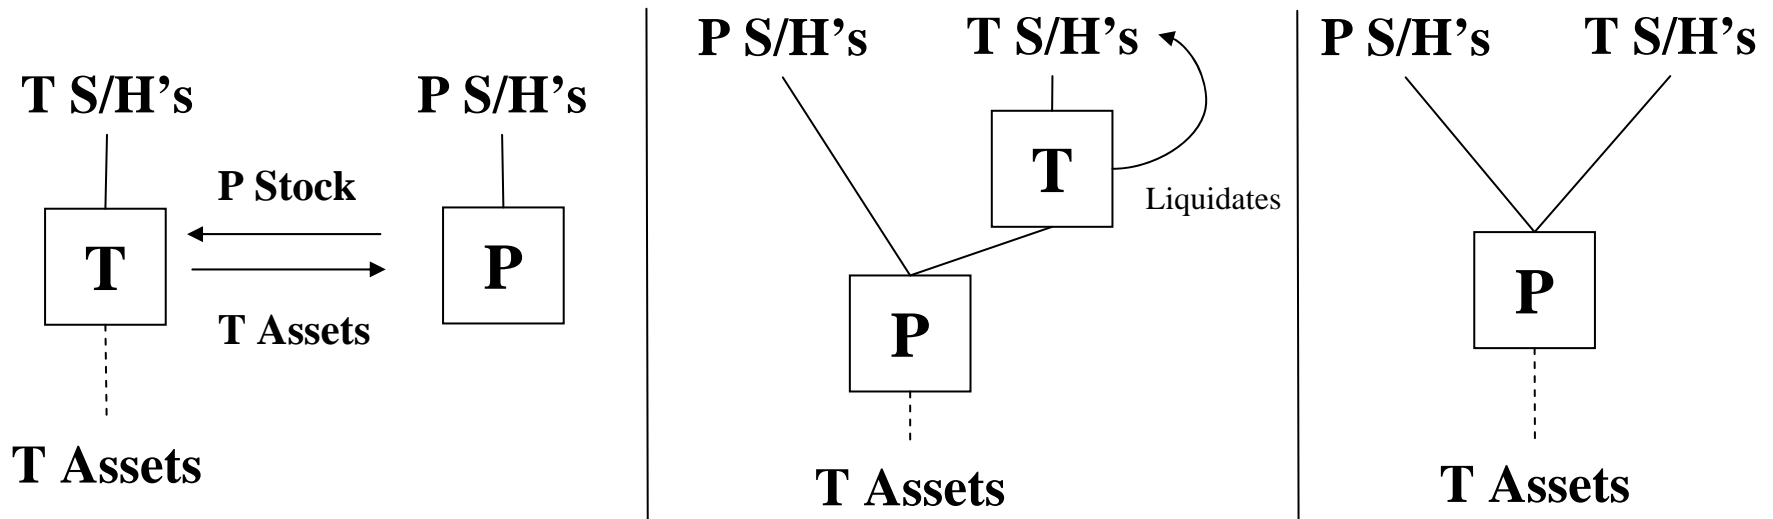 T S/H’s
P S/H’s
P Stock
T
P
T Assets
T Assets
P S/H’s
T S/H’s
T
Liquidates
P
T Assets
P S/H’s
T S/H’s
P
T Assets